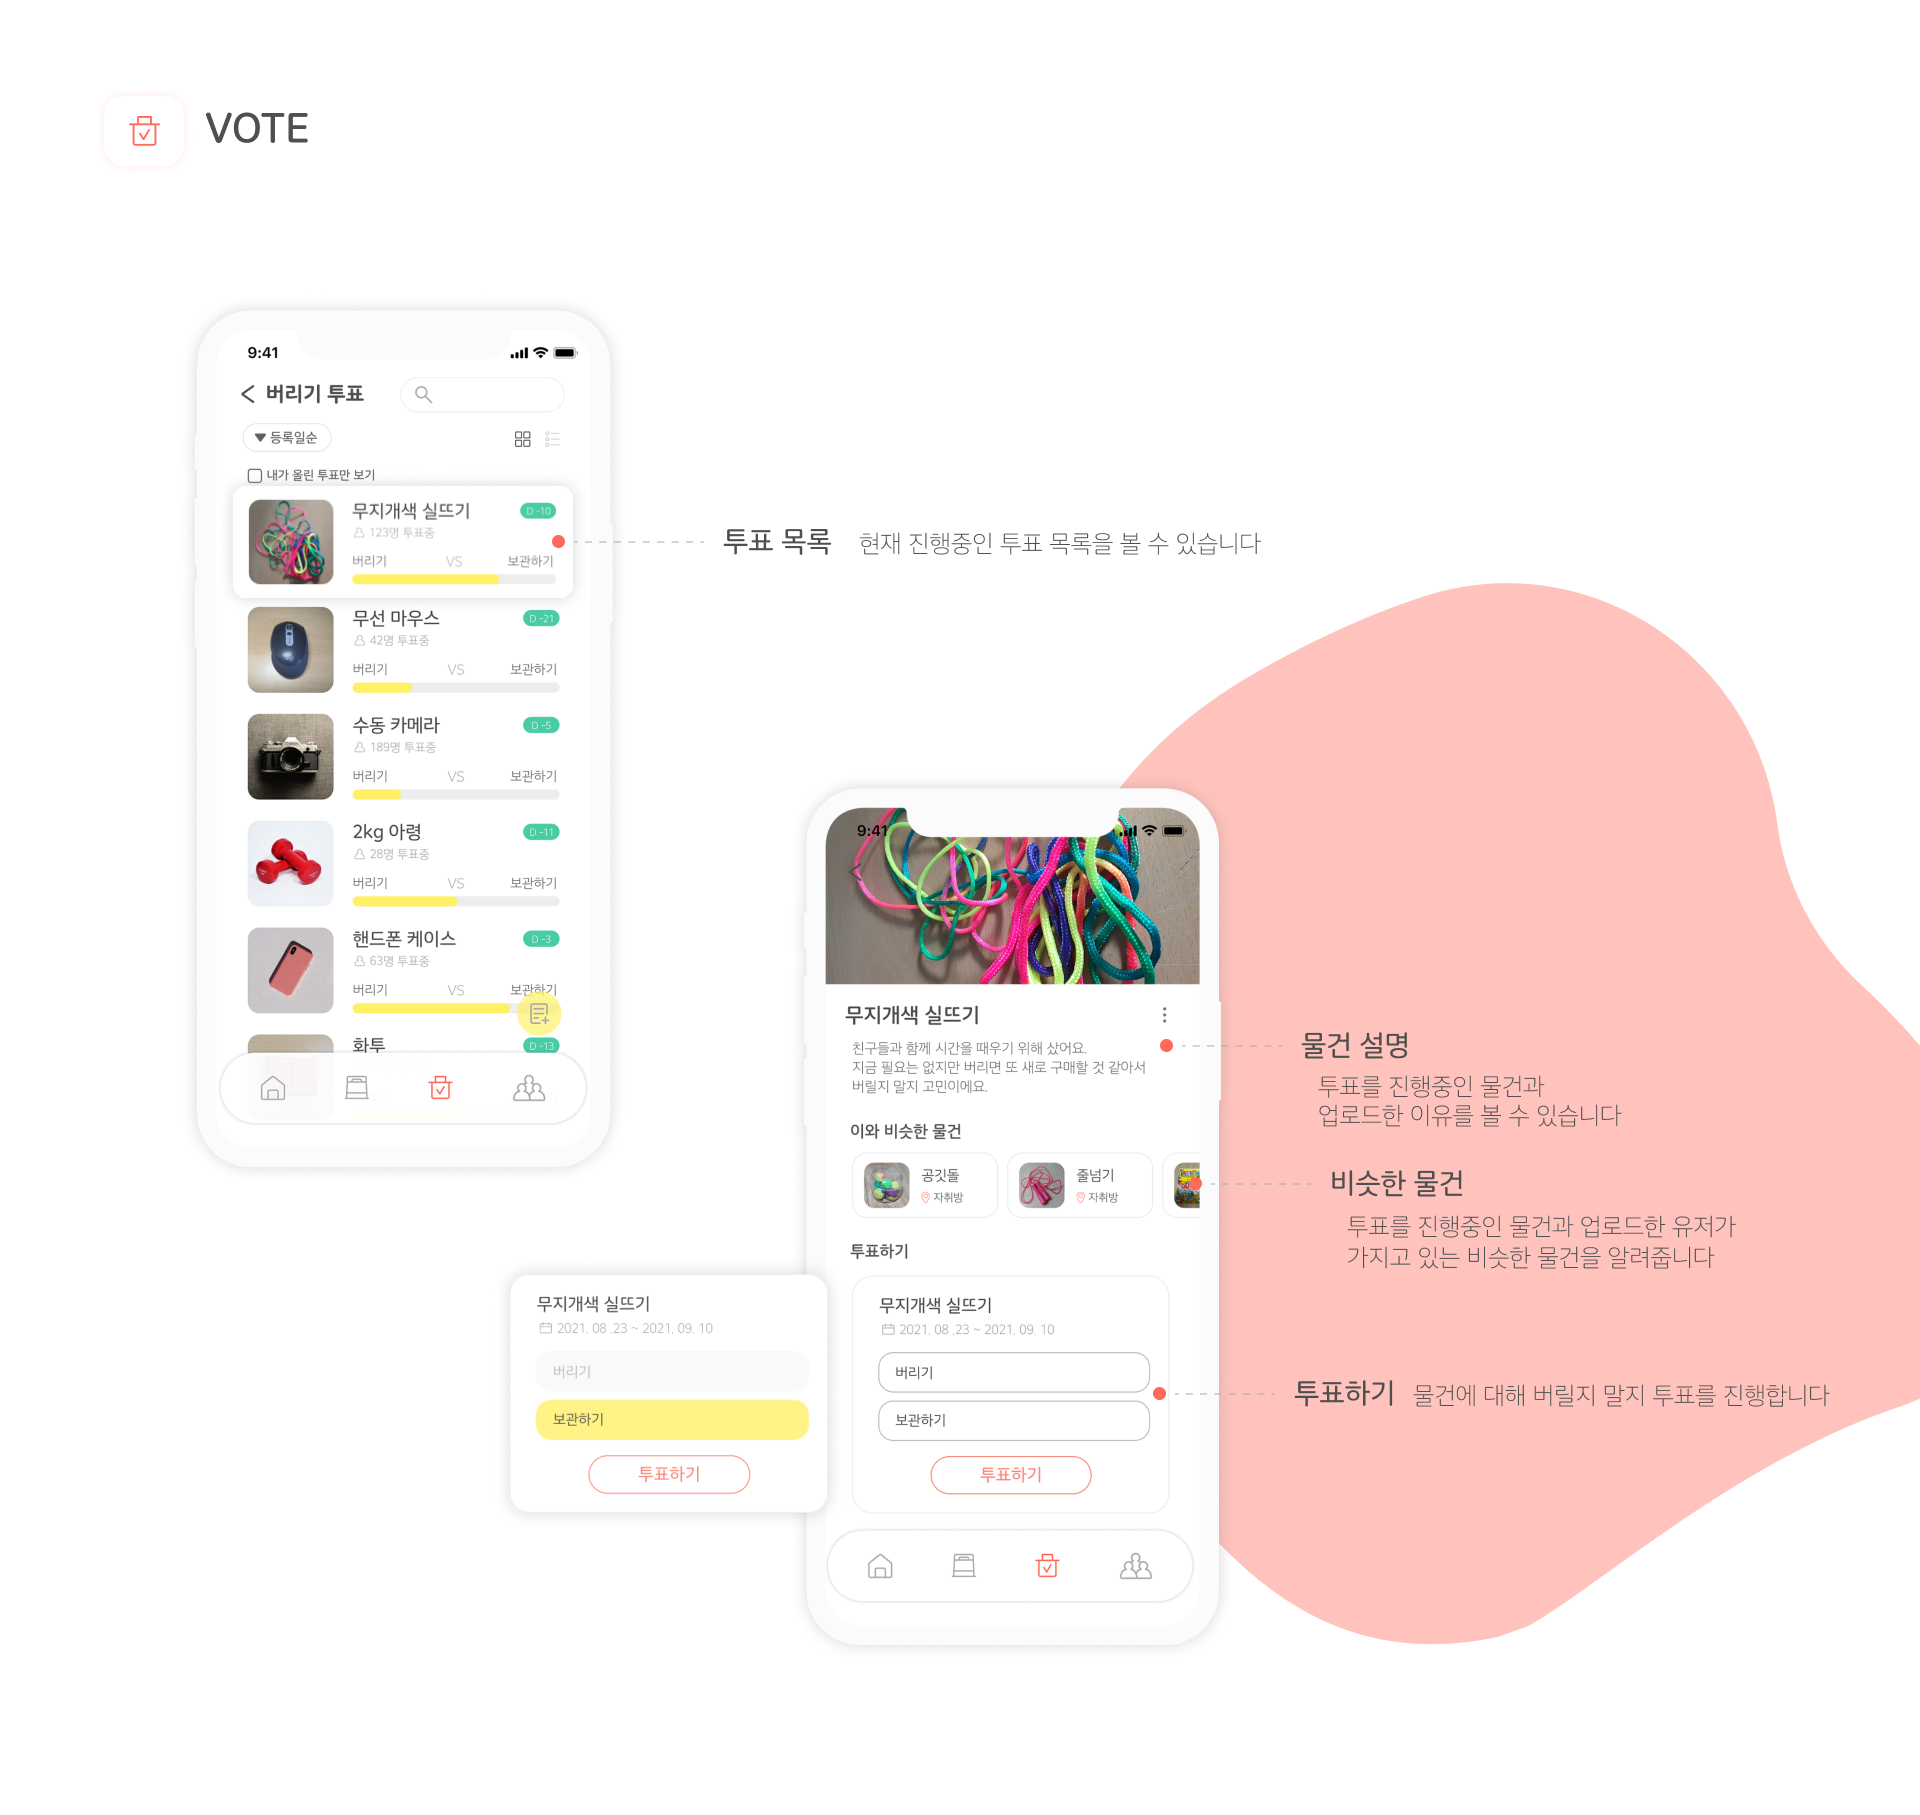 VOTE
9:41
버리기 투표
등록일순
내가 올린 투표만 보기
무지개색 실뜨기
D -10
123명 투표중
버리기 VS 보관하기
무선 마우스
D -21
42명 투표중
버리기 VS 보관하기
수동 카메라
D -5
189명 투표중
버리기 VS 보관하기
2kg 아령
D -11
28명 투표중
버리기 VS 보관하기
핸드폰 케이스
D -3
63명 투표중
버리기 VS 보관하기
화투
D -13
투표 목록 현재 진행중인 투표 목록을 볼 수 있습니다
9:41
무지개색 실뜨기
친구들과 함께 시간을 때우기 위해 샀어요.
지금 필요는 없지만 버리면 또 새로 구매할 것 같아서
버릴지 말지 고민이에요.
이와 비슷한 물건
공깃돌
자취방
줄넘기
자취방
투표하기
무지개색 실뜨기
2021. 08 .23 ~ 2021. 09. 10
버리기
보관하기
투표하기
무지개색 실뜨기
2021. 08 .23 ~ 2021. 09. 10
버리기
보관하기
투표하기
물건 설명
투표를 진행중인 물건과
업로드한 이유를 볼 수 있습니다
비슷한 물건
투표를 진행중인 물건과 업로드한 유저가
가지고 있는 비슷한 물건을 알려줍니다
투표하기 물건에 대해 버릴지 말지 투표를 진행합니다